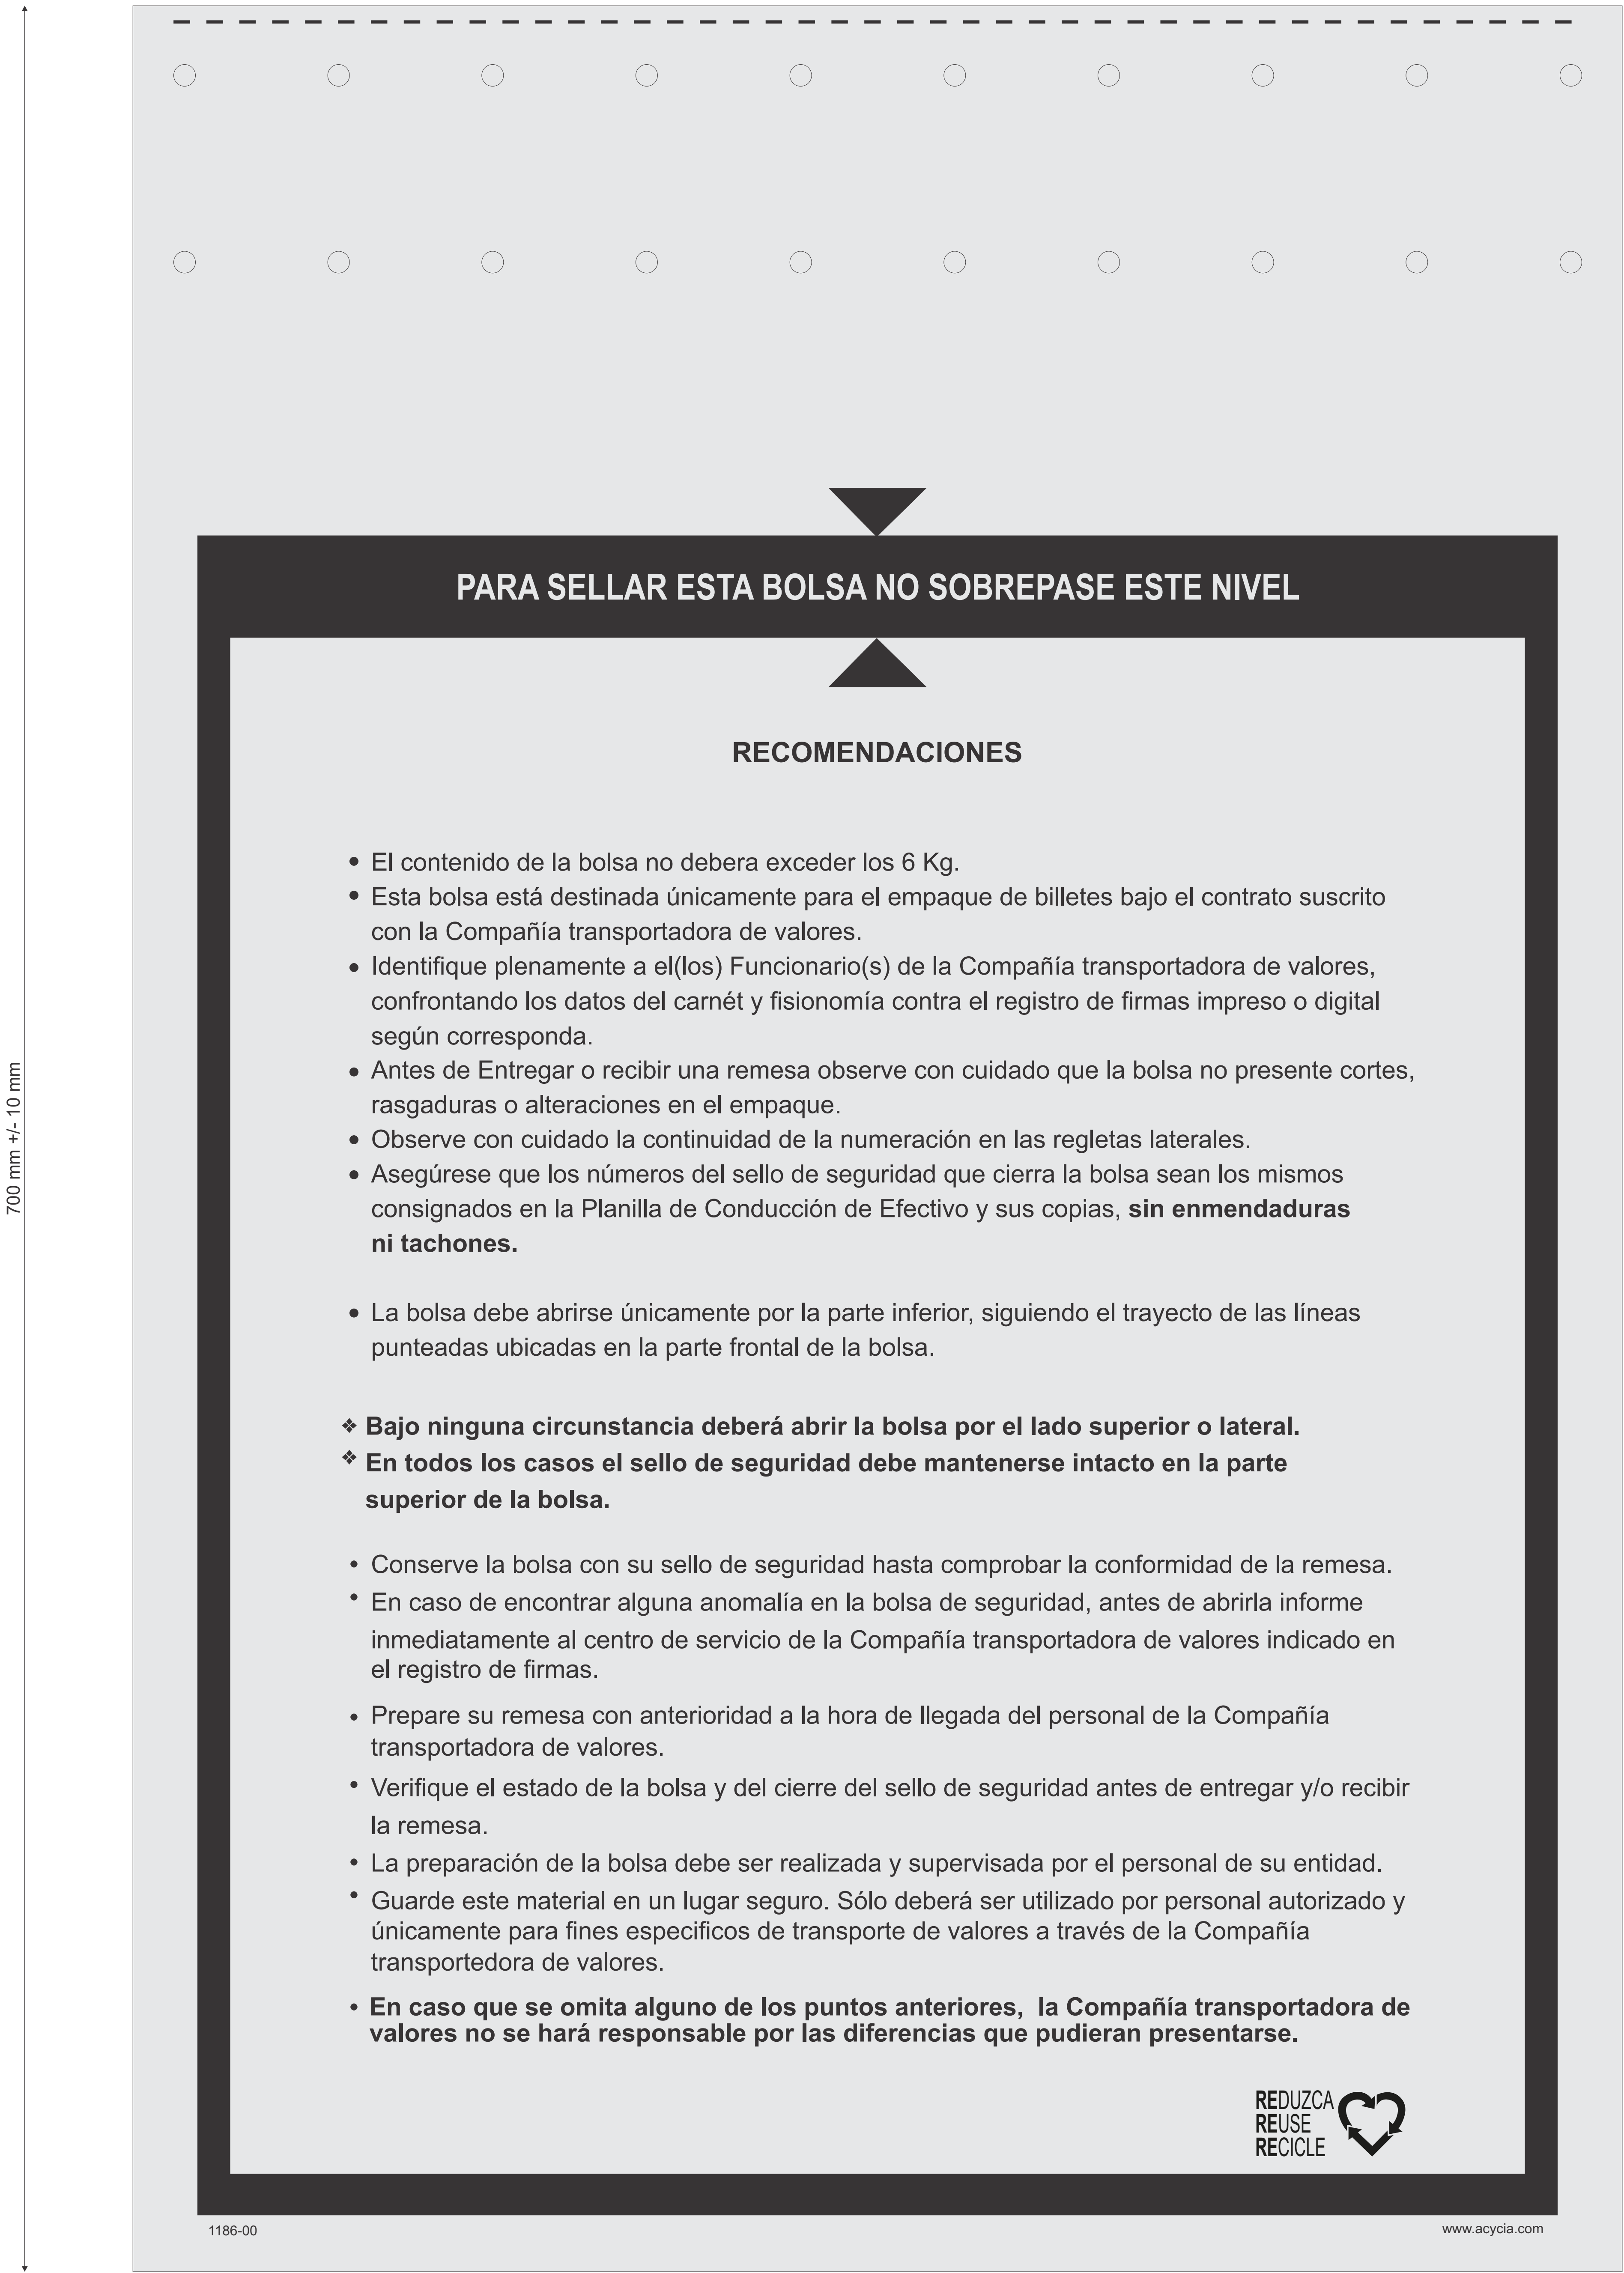 PARA SELLAR ESTA BOLSA NO SOBREPASE ESTE NIVEL
RECOMENDACIONES
• El contenido de la bolsa no debera exceder los 6 Kg.
• Esta bolsa está destinada únicamente para el empaque de billetes bajo el contrato suscrito
con la Compañía transportadora de valores.
• Identifique plenamente a el(los) Funcionario(s) de la Compañía transportadora de valores,
confrontando los datos del carnét y fisionomía contra el registro de firmas impreso o digital
según corresponda.
• Antes de Entregar o recibir una remesa observe con cuidado que la bolsa no presente cortes,
rasgaduras o alteraciones en el empaque.
• Observe con cuidado la continuidad de la numeración en las regletas laterales.
• Asegúrese que los números del sello de seguridad que cierra la bolsa sean los mismos
consignados en la Planilla de Conducción de Efectivo y sus copias, sin enmendaduras
ni tachones.
• La bolsa debe abrirse únicamente por la parte inferior, siguiendo el trayecto de las líneas
punteadas ubicadas en la parte frontal de la bolsa.
❖ Bajo ninguna circunstancia deberá abrir la bolsa por el lado superior o lateral.
❖ En todos los casos el sello de seguridad debe mantenerse intacto en la parte
superior de la bolsa.
• Conserve la bolsa con su sello de seguridad hasta comprobar la conformidad de la remesa.
• En caso de encontrar alguna anomalía en la bolsa de seguridad, antes de abrirla informe
inmediatamente al centro de servicio de la Compañía transportadora de valores indicado en
el registro de firmas.
• Prepare su remesa con anterioridad a la hora de llegada del personal de la Compañía
transportadora de valores.
• Verifique el estado de la bolsa y del cierre del sello de seguridad antes de entregar y/o recibir
la remesa.
• La preparación de la bolsa debe ser realizada y supervisada por el personal de su entidad.
• Guarde este material en un lugar seguro. Sólo deberá ser utilizado por personal autorizado y
únicamente para fines especificos de transporte de valores a través de la Compañía
transportedora de valores.
• En caso que se omita alguno de los puntos anteriores, la Compañía transportadora de
valores no se hará responsable por las diferencias que pudieran presentarse.
REDUZCA
REUSE
RECICLE
1186-00
www.acycia.com
700 mm +/- 10 mm